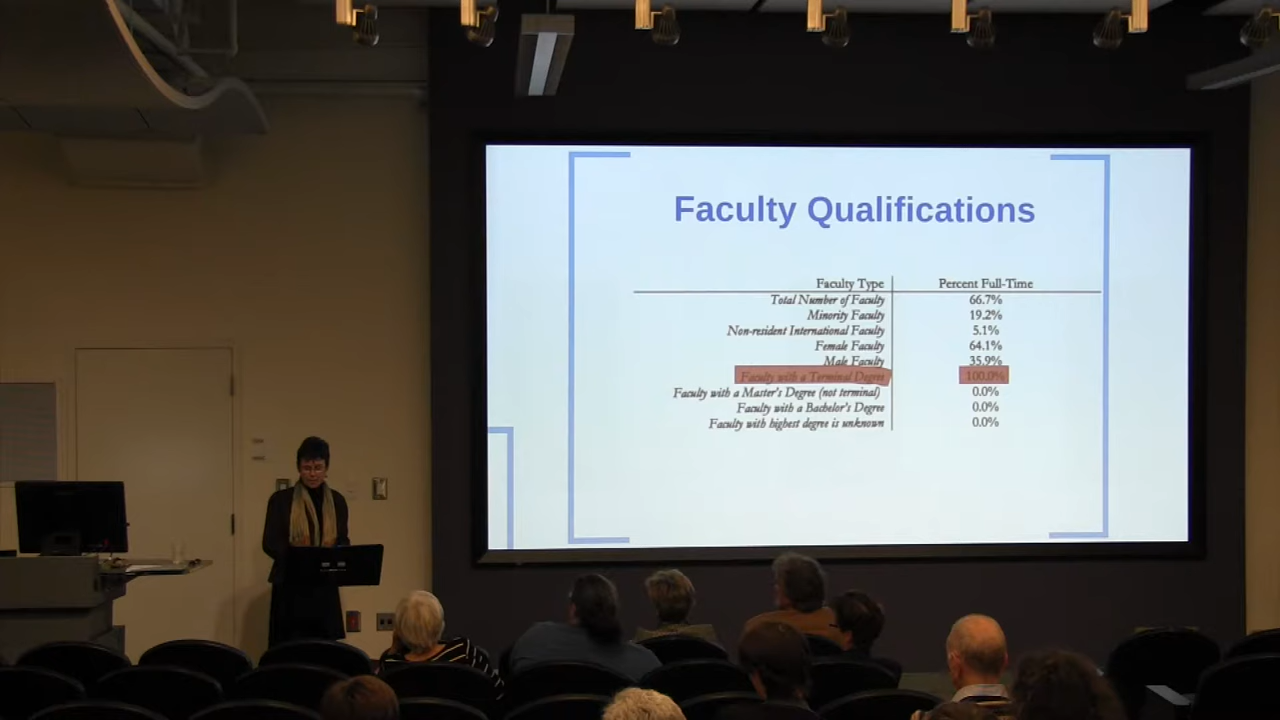 Faculty Qualifications
Faculty Type Percent Full-Time
Total Number of Faculty 66.7%
Minority Faculty 19.2%
Non-resident International Faculty 5.1%
Female Faculty 64.1%
Male Faculty 35.9%
Faculty with a Terminal Degree 100.0%
Faculty with a Master's Degree (not terminal) 0.0%
Faculty with a Bachelor's Degree 0.0%
Faculty with highest degree is unknown 0.0%